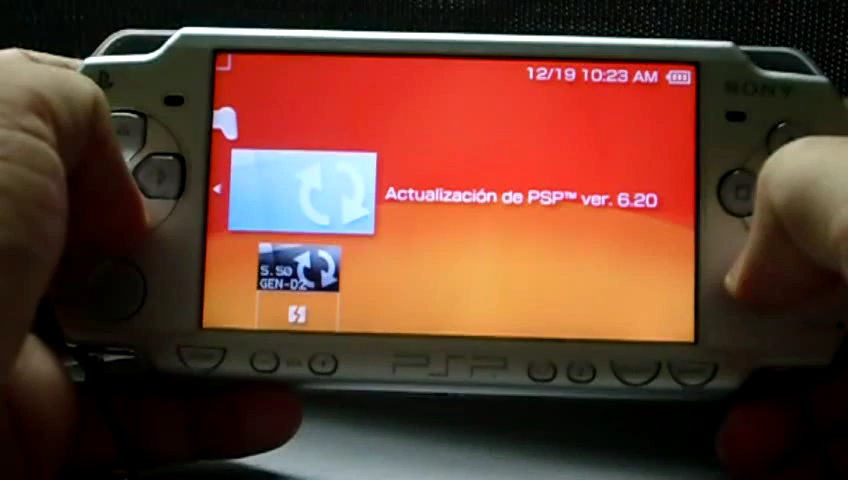 12/19 10:23 AM
SONY
Actualización de PSP™ ver. 6.20
5.50
GEN-D2
PSP